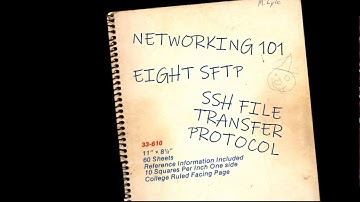 M. Lyle
NETWORKING 101
EIGHT SFTP
SSH FILE
TRANSFER
PROTOCOL
33-610
11" × 8½"
60 Sheets
Reference Information Included
10 Squares Per Inch One side
College Ruled Facing Page